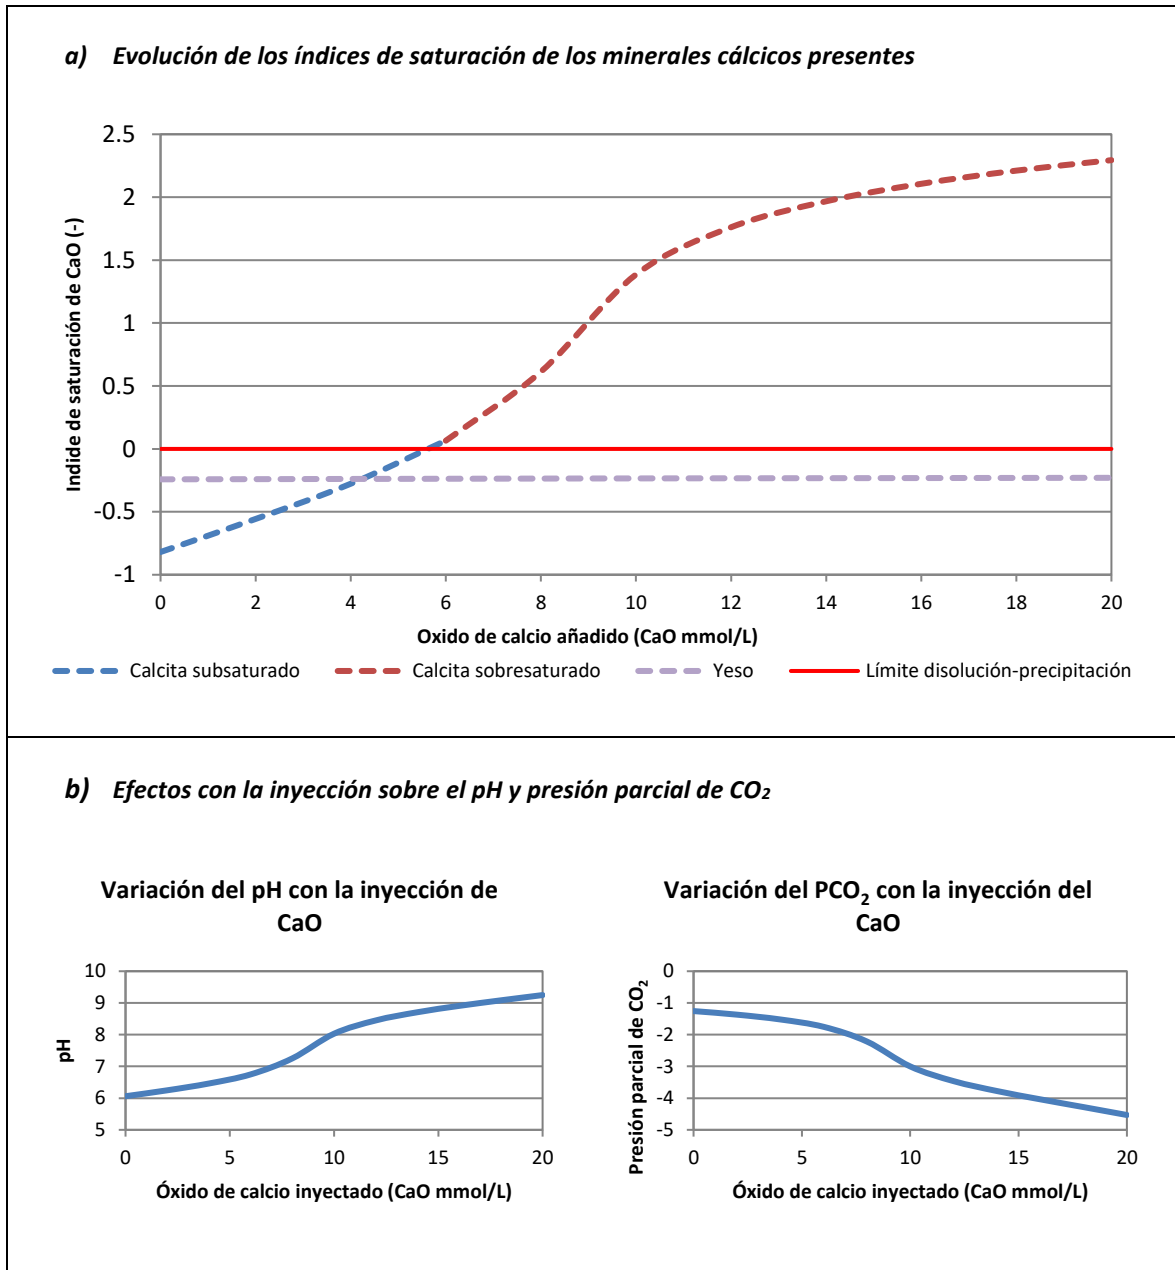 a) Evolución de los índices de saturación de los minerales cálcicos presentes
2.5
2
1.5
1
0.5
0
-0.5
-1
Indide de saturación de CaO (-)
0 2 4 6 8 10 12 14 16 18 20
Oxido de calcio añadido (CaO mmol/L)
Calcita subsaturado Calcita sobresaturado Yeso Límite disolución-precipitación
b) Efectos con la inyección sobre el pH y presión parcial de CO2
Variación del pH con la inyección de
CaO
10
9
8
7
6
5
pH
0 5 10 15 20
Óxido de calcio inyectado (CaO mmol/L)
Variación del PCO2 con la inyección del
CaO
0
-1
-2
-3
-4
-5
Presión parcial de CO2
0 5 10 15 20
Óxido de calcio inyectado (CaO mmol/L)